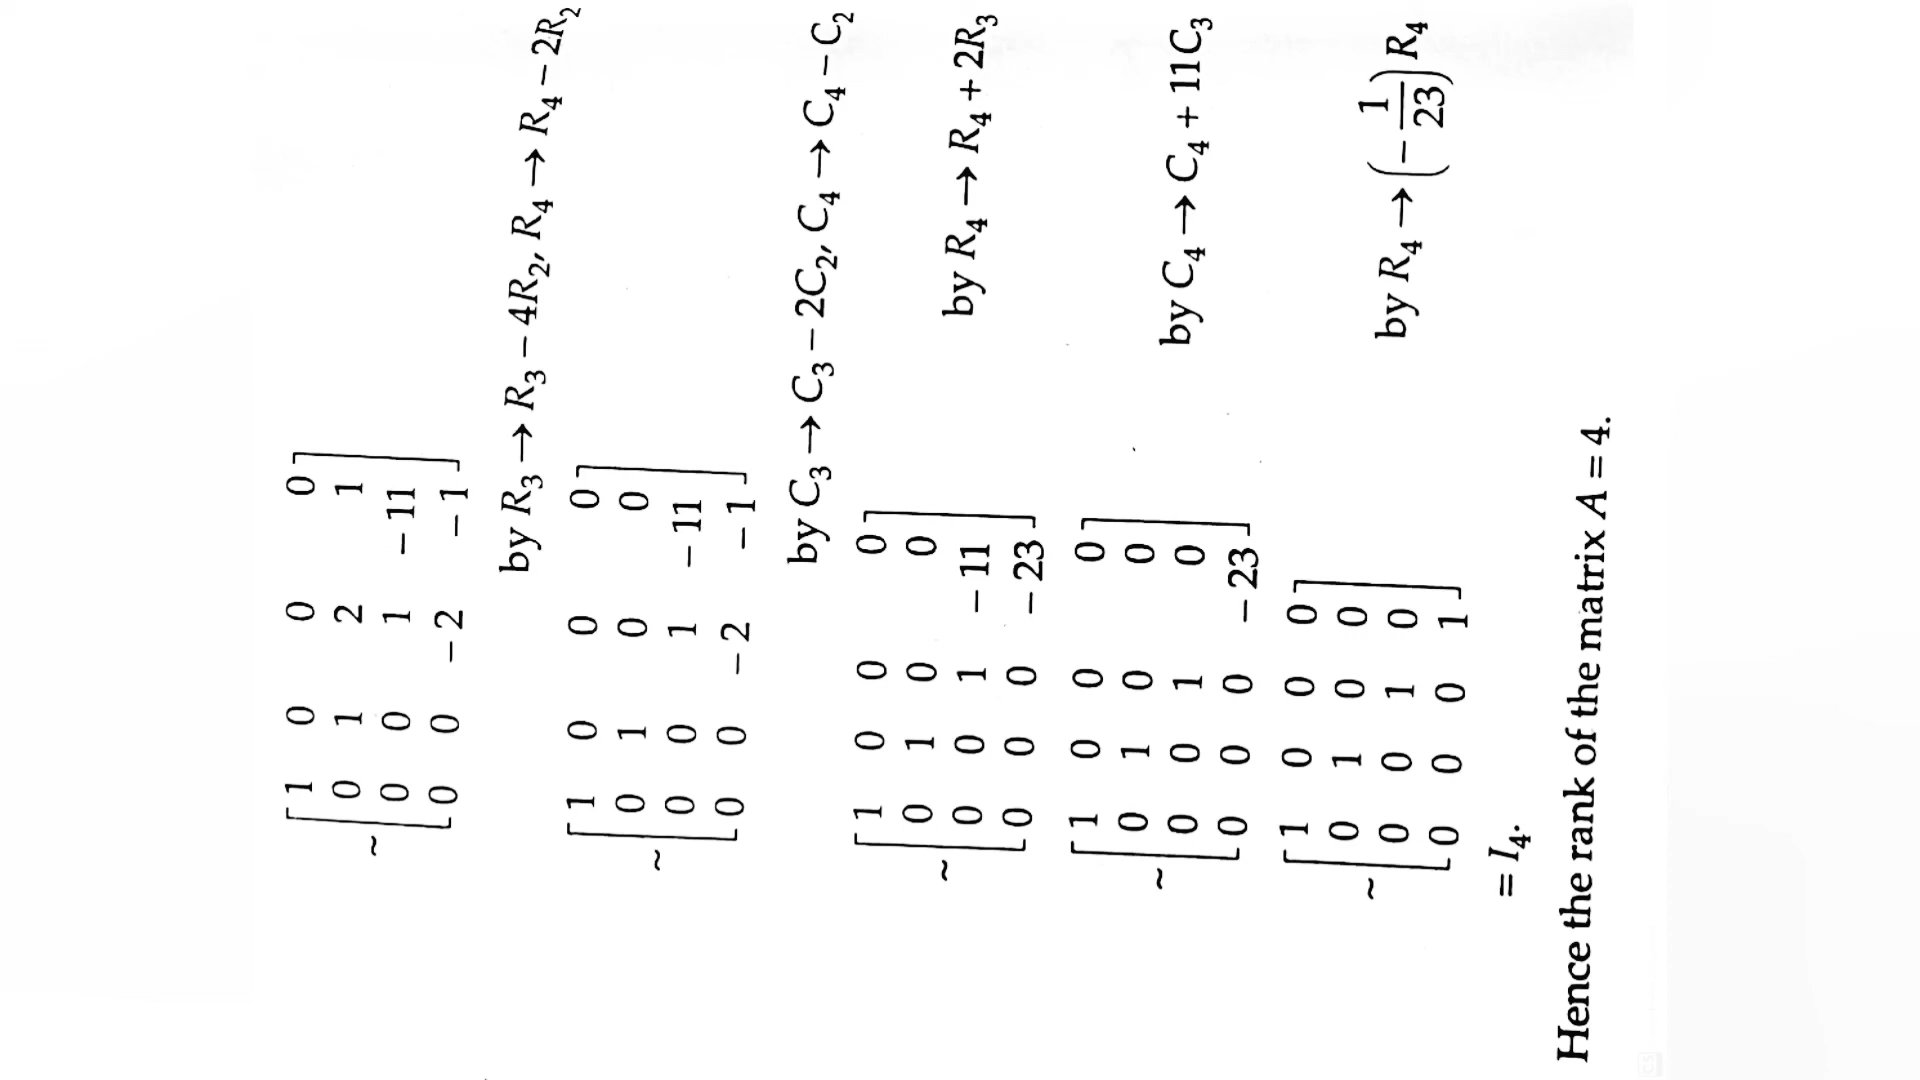 ~ [ 1 0 0 0
0 1 2 1
0 0 1 −11
0 0 −2 −1 ]
by R₃ → R₃ − 4R₂, R₄ → R₄ − 2R₂
~ [ 1 0 0 0
0 1 0 0
0 0 1 −11
0 0 −2 −1 ]
by C₃ → C₃ − 2C₂, C₄ → C₄ − C₂
~ [ 1 0 0 0
0 1 0 0
0 0 1 −11
0 0 0 −23 ] by R₄ → R₄ + 2R₃
~ [ 1 0 0 0
0 1 0 0
0 0 1 0
0 0 0 −23 ] by C₄ → C₄ + 11C₃
~ [ 1 0 0 0
0 1 0 0
0 0 1 0
0 0 0 1 ] by R₄ → (−1/23) R₄
= I₄.
Hence the rank of the matrix A = 4.